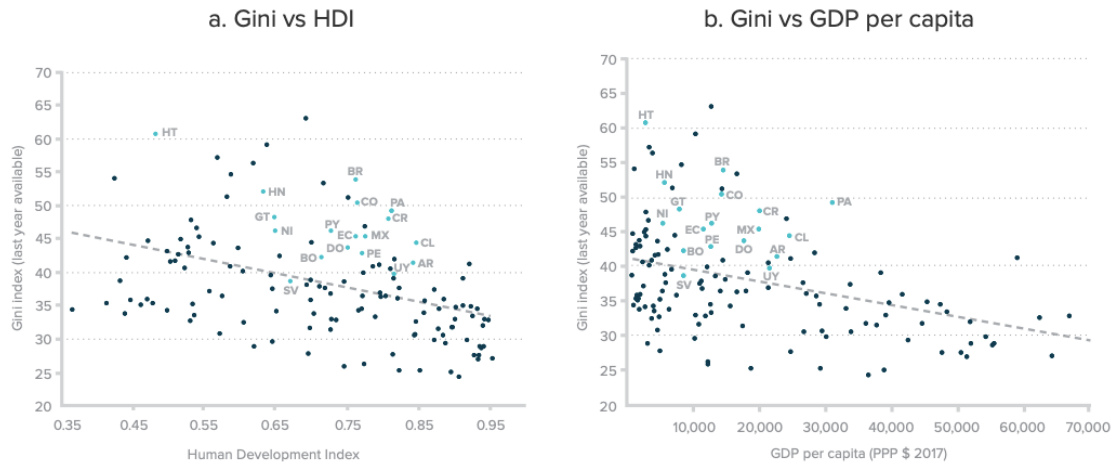 a. Gini vs HDI
Gini index (last year available)
70
65
60
55
50
45
40
35
30
25
20
HT
HN
GT
NI
BR
CO
PA
CR
PY
EC
MX
DO
PE
BO
CL
UY
AR
SV
0.35
0.45
0.55
0.65
0.75
0.85
0.95
Human Development Index
b. Gini vs GDP per capita
Gini index (last year available)
70
65
60
55
50
45
40
35
30
25
20
HT
BR
HN
CO
PA
GT
CR
NI
PY
EC
MX
CL
PE
DO
BO
AR
UY
SV
10,000
20,000
30,000
40,000
50,000
60,000
70,000
GDP per capita (PPP $ 2017)